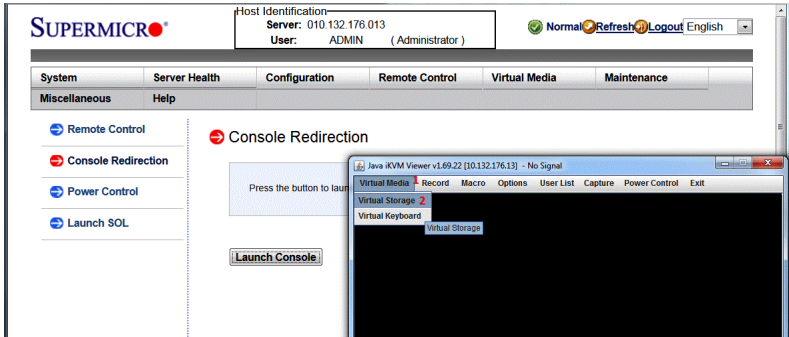 Host Identification
Server: 010.132.176.013
User: ADMIN ( Administrator )
SUPERMICRO
Normal Refresh Logout English
System Server Health Configuration Remote Control Virtual Media Maintenance
Miscellaneous Help
Remote Control
Console Redirection
Power Control
Launch SOL
Console Redirection
Press the button to laun
Launch Console
Java iKVM Viewer v1.69.22 [10.132.176.13] - No Signal
Virtual Media 1 Record Macro Options User List Capture Power Control Exit
Virtual Storage 2
Virtual Keyboard
Virtual Storage